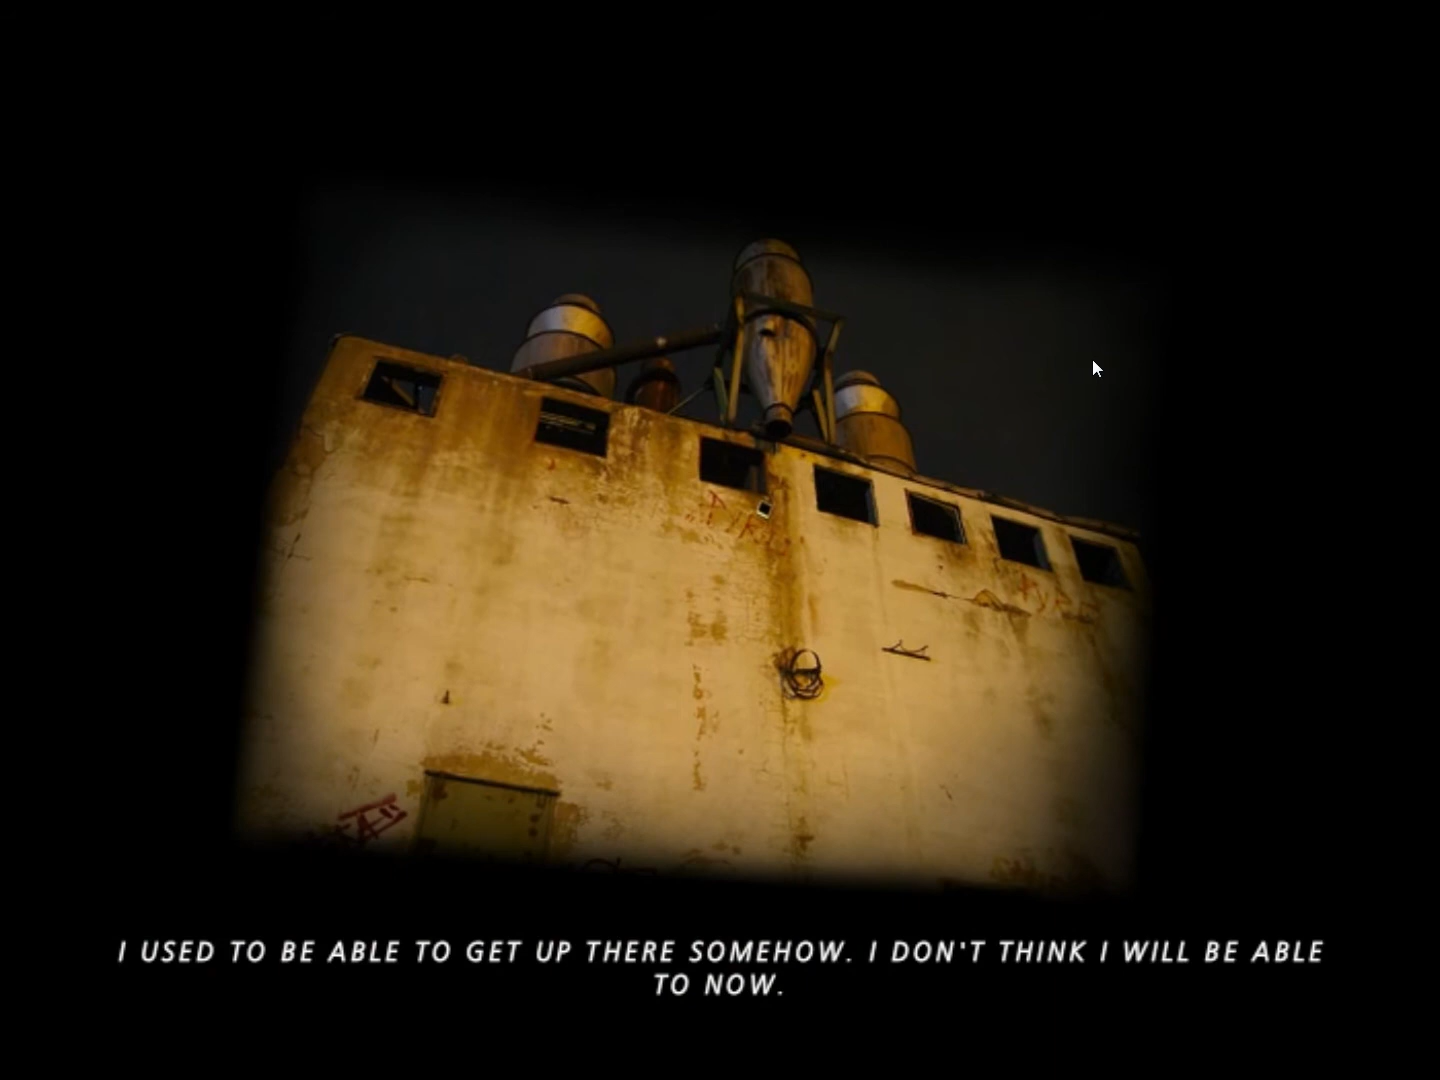 I USED TO BE ABLE TO GET UP THERE SOMEHOW. I DON'T THINK I WILL BE ABLE
TO NOW.